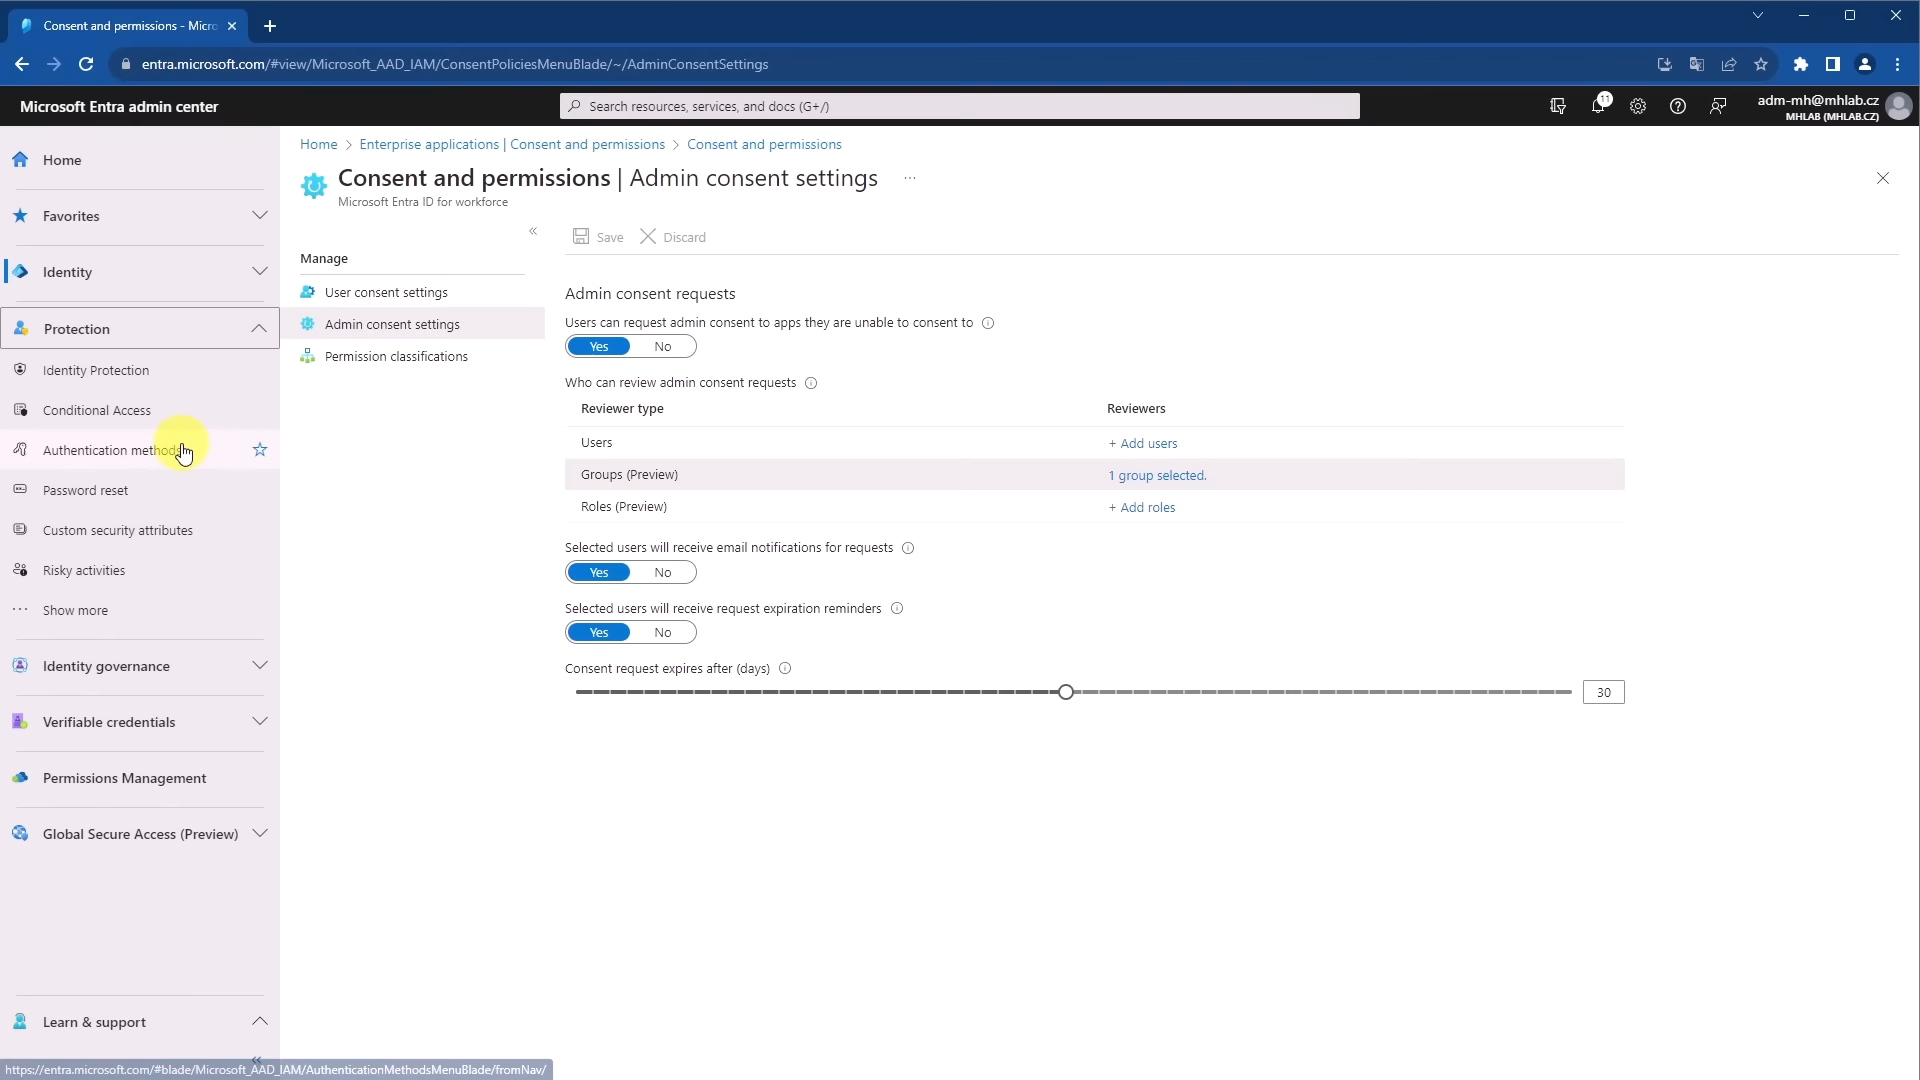 Consent and permissions - Micro
entra.microsoft.com/#view/Microsoft_AAD_IAM/ConsentPoliciesMenuBlade/~/AdminConsentSettings
Microsoft Entra admin center
Search resources, services, and docs (G+/)
11
adm-mh@mhlab.cz
MHLAB (MHLAB.CZ)
Home
Favorites
Identity
Protection
Identity Protection
Conditional Access
Authentication methods
Password reset
Custom security attributes
Risky activities
Show more
Identity governance
Verifiable credentials
Permissions Management
Global Secure Access (Preview)
Learn & support
https://entra.microsoft.com/#blade/Microsoft_AAD_IAM/AuthenticationMethodsMenuBlade/fromNav/
Home > Enterprise applications | Consent and permissions > Consent and permissions
Consent and permissions | Admin consent settings ...
Microsoft Entra ID for workforce
Manage
User consent settings
Admin consent settings
Permission classifications
Save Discard
Admin consent requests
Users can request admin consent to apps they are unable to consent to
Yes No
Who can review admin consent requests
Reviewer type Reviewers
Users + Add users
Groups (Preview) 1 group selected.
Roles (Preview) + Add roles
Selected users will receive email notifications for requests
Yes No
Selected users will receive request expiration reminders
Yes No
Consent request expires after (days)
30